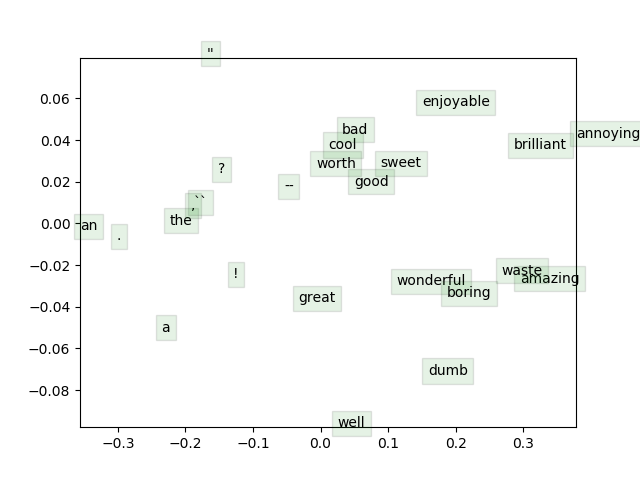 "
0.06
enjoyable
bad
annoying
0.04
cool
brilliant
worth
sweet
?
0.02
--
good
``
,
0.00
the
an
.
−0.02
!
waste
wonderful
amazing
boring
great
−0.04
a
−0.06
dumb
−0.08
well
−0.3 −0.2 −0.1 0.0 0.1 0.2 0.3